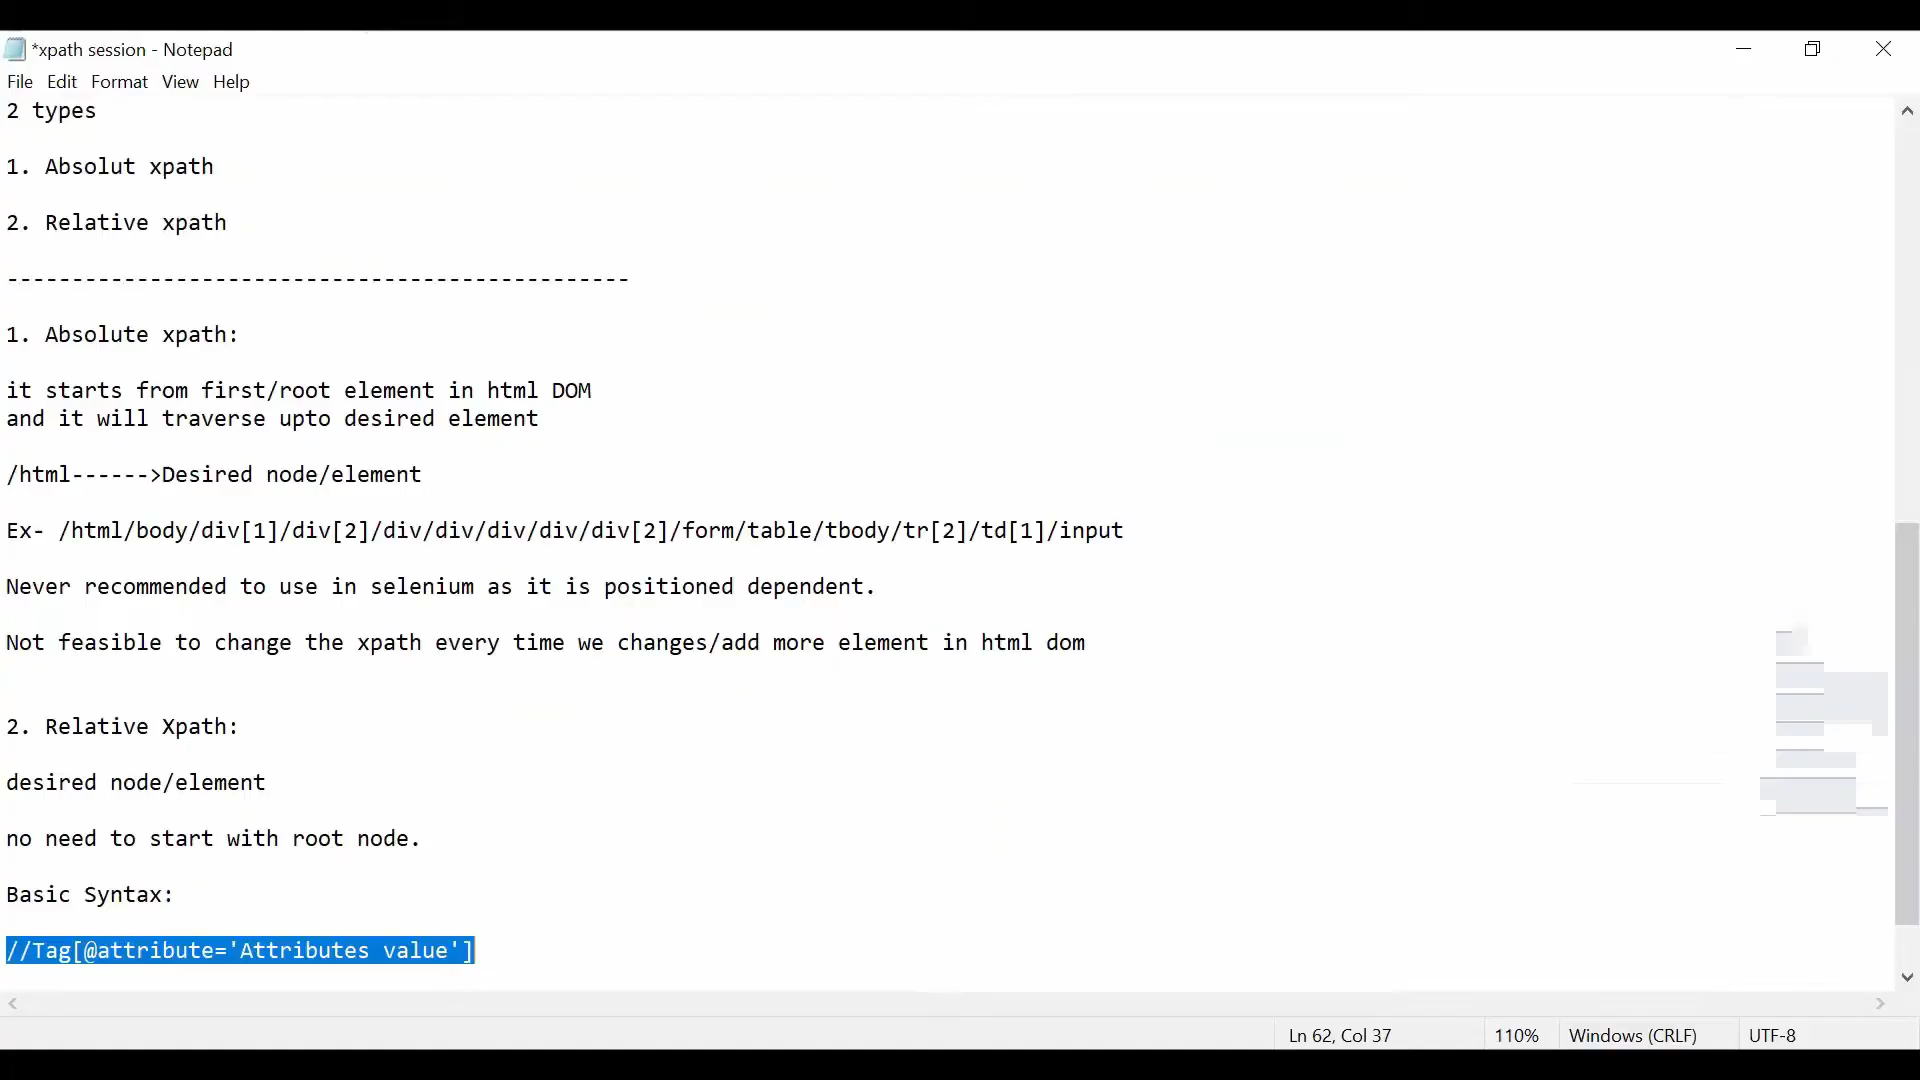 *xpath session - Notepad
File Edit Format View Help
2 types
1. Absolut xpath
2. Relative xpath
------------------------------------------------
1. Absolute xpath:
it starts from first/root element in html DOM
and it will traverse upto desired element
/html------>Desired node/element
Ex- /html/body/div[1]/div[2]/div/div/div/div/div[2]/form/table/tbody/tr[2]/td[1]/input
Never recommended to use in selenium as it is positioned dependent.
Not feasible to change the xpath every time we changes/add more element in html dom
2. Relative Xpath:
desired node/element
no need to start with root node.
Basic Syntax:
//Tag[@attribute='Attributes value']
Ln 62, Col 37 110% Windows (CRLF) UTF-8